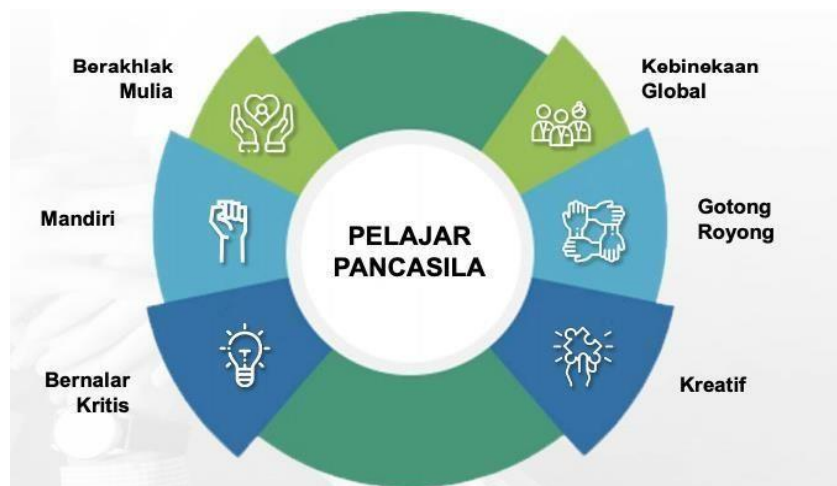 Berakhlak
Mulia
Kebinekaan
Global
Mandiri
PELAJAR
PANCASILA
Gotong
Royong
Bernalar
Kritis
Kreatif